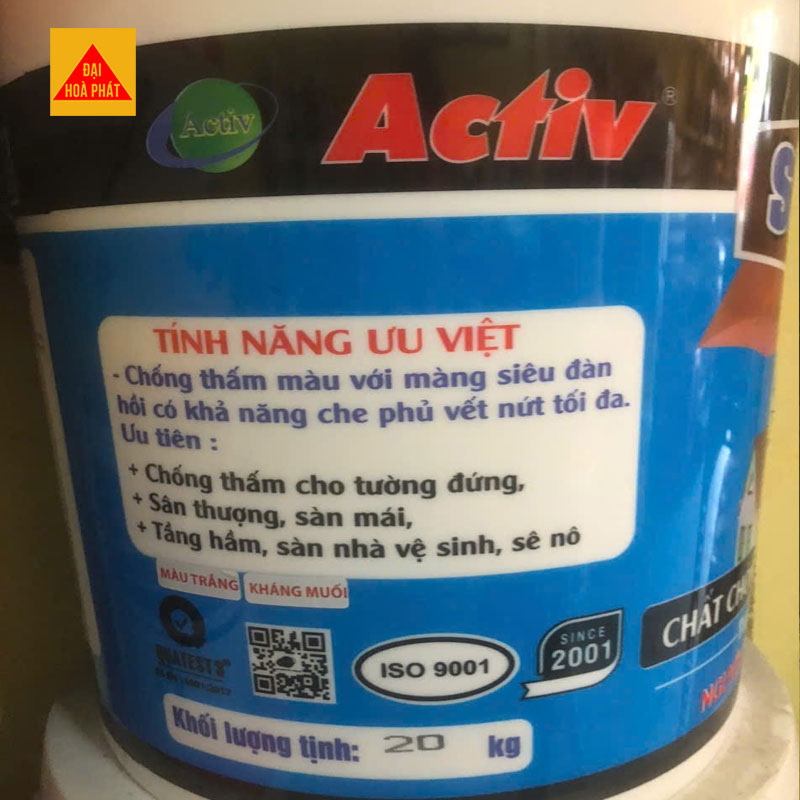 ĐẠI
HOÀ PHÁT
Activ
Activ®
S
TÍNH NĂNG ƯU VIỆT
- Chống thấm màu với màng siêu đàn
hồi có khả năng che phủ vết nứt tối đa.
Ưu tiên :
+ Chống thấm cho tường đứng,
+ Sân thượng, sàn mái,
+ Tầng hầm, sàn nhà vệ sinh, sê nô
MÀU TRẮNG
KHÁNG MUỐI
QUATEST 3
ISO 9001
SINCE
2001
CHẤT
Khối lượng tịnh: 20 kg